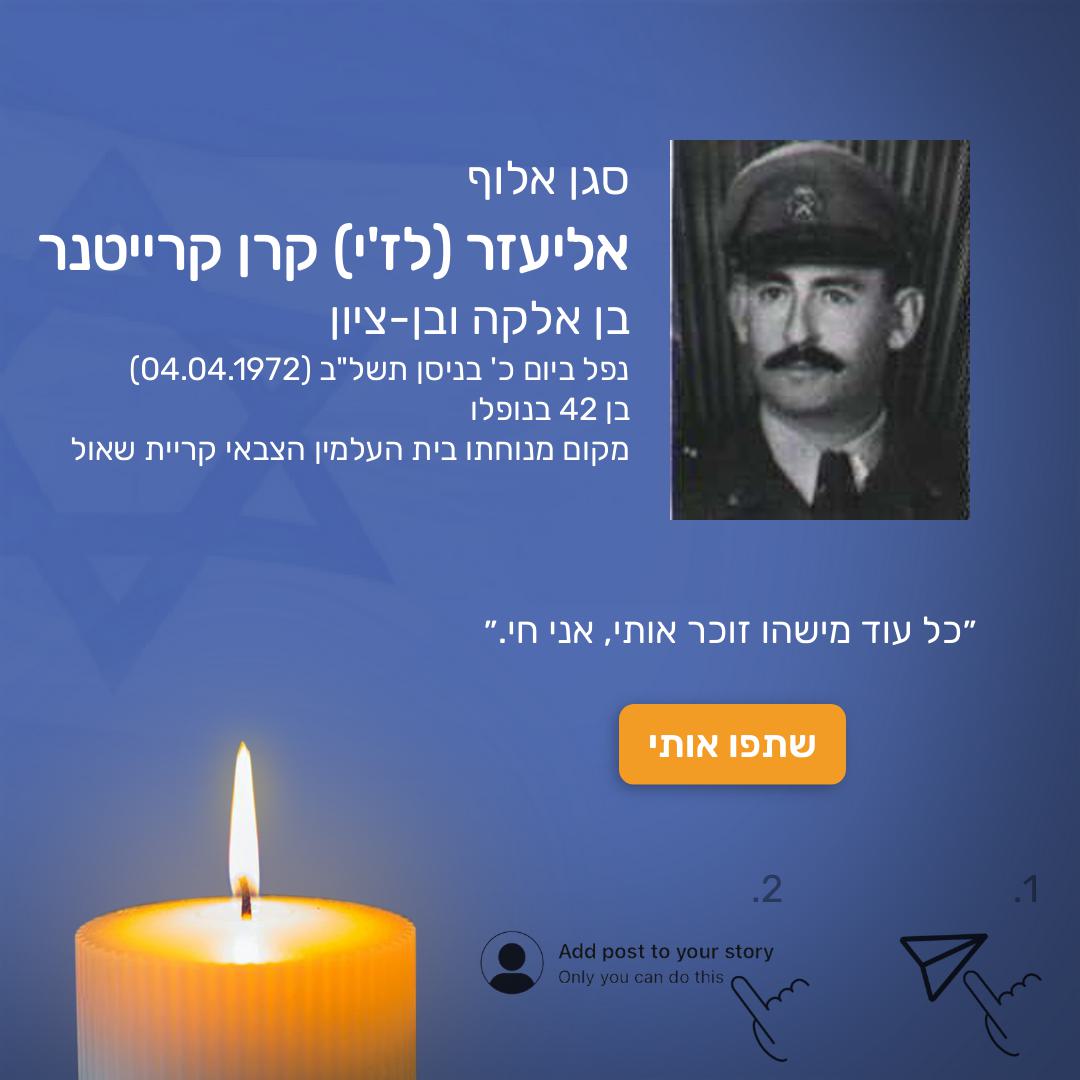 סגן אלוף
אליעזר (לז'י) קרן קרייטנר
בן אלקה ובן-ציון
נפל ביום כ' בניסן תשל"ב (04.04.1972)
בן 42 בנופלו
מקום מנוחתו בית העלמין הצבאי קריית שאול
״כל עוד מישהו זוכר אותי, אני חי.״
שתפו אותי
.1
.2
Add post to your story
Only you can do this